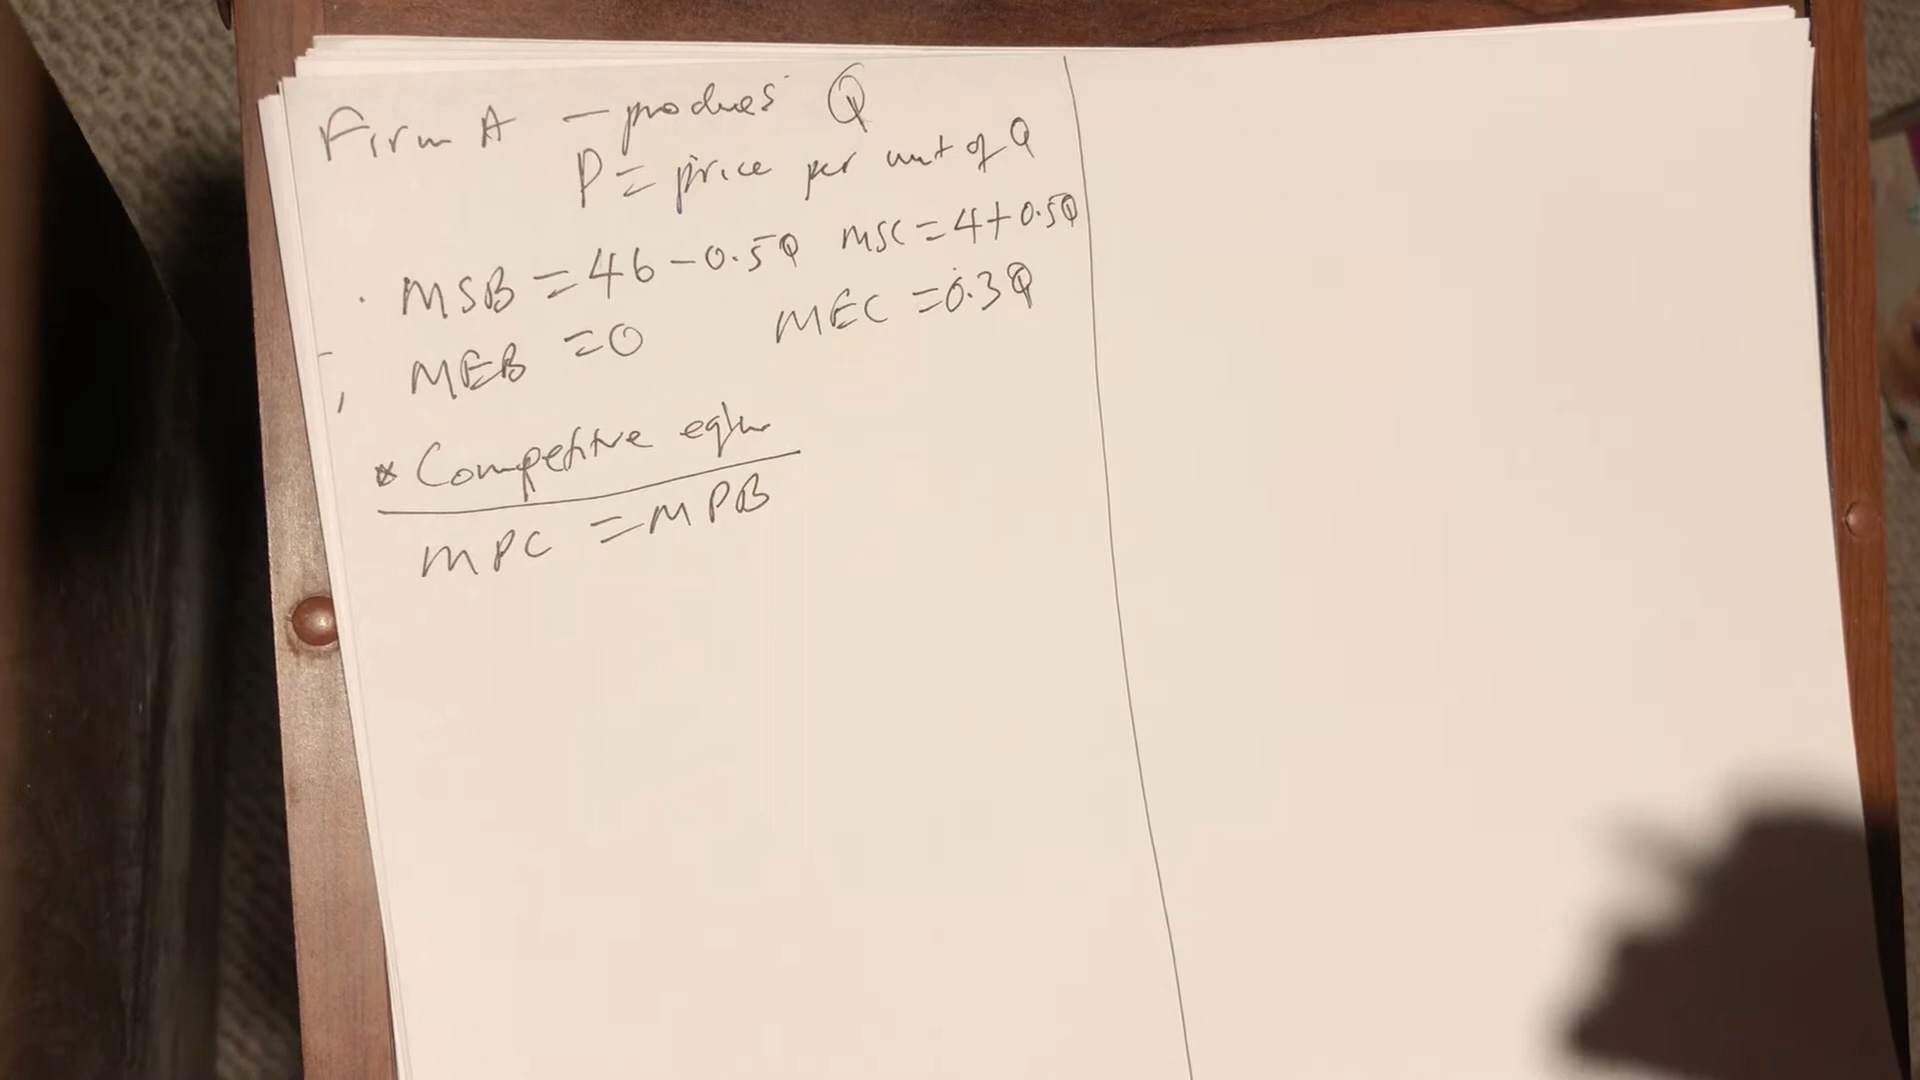 Firm A – produces Q
P = price per unit of Q
MSB = 46 - 0.5Q MSC = 4 + 0.5Q
MEB = 0 MEC = 0.3Q
* Competitive eqlm
MPC = MPB